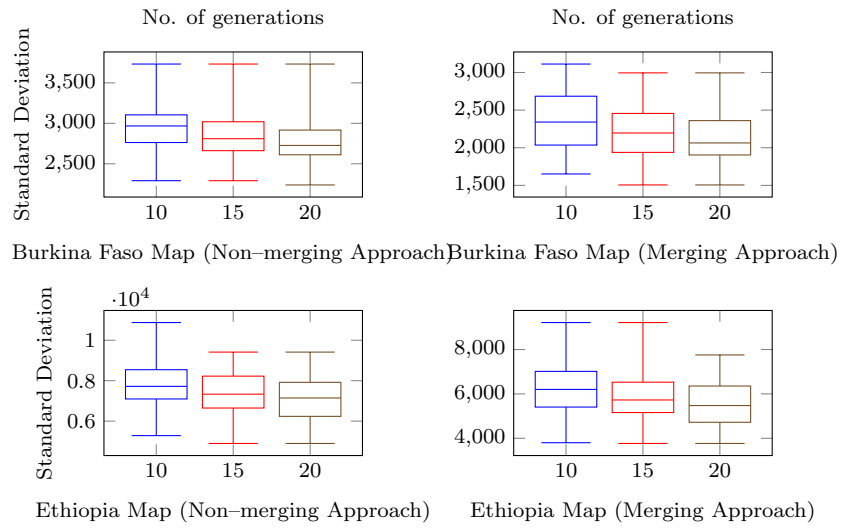 No. of generations
No. of generations
Standard Deviation
3,500
3,000
2,500
10 15 20
3,000
2,500
2,000
1,500
10 15 20
Burkina Faso Map (Non–merging Approach)
Burkina Faso Map (Merging Approach)
Standard Deviation
·10^4
1
0.8
0.6
10 15 20
8,000
6,000
4,000
10 15 20
Ethiopia Map (Non–merging Approach)
Ethiopia Map (Merging Approach)